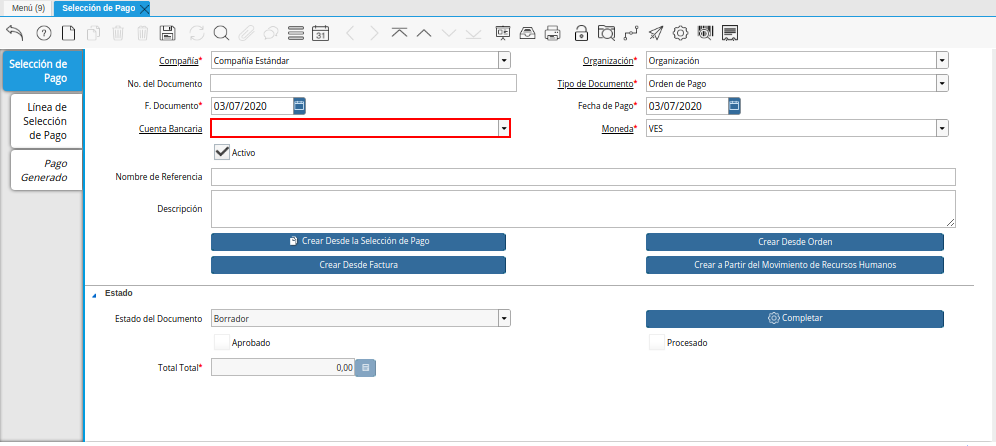 Menú (9)
Selección de Pago
31
Selección de
Pago
Línea de
Selección
de Pago
Pago
Generado
Compañía*
Compañía Estándar
Organización*
Organización
No. del Documento
Tipo de Documento*
Orden de Pago
F. Documento*
03/07/2020
Fecha de Pago*
03/07/2020
Cuenta Bancaria
Moneda*
VES
Activo
Nombre de Referencia
Descripción
Crear Desde la Selección de Pago
Crear Desde Orden
Crear Desde Factura
Crear a Partir del Movimiento de Recursos Humanos
Estado
Estado del Documento
Borrador
Completar
Aprobado
Procesado
Total Total*
0,00